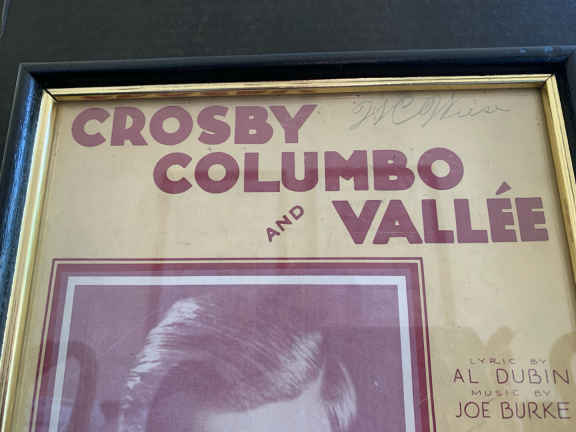 CROSBY
COLUMBO
AND VALLÉE
LYRIC BY
AL DUBIN
MUSIC BY
JOE BURKE